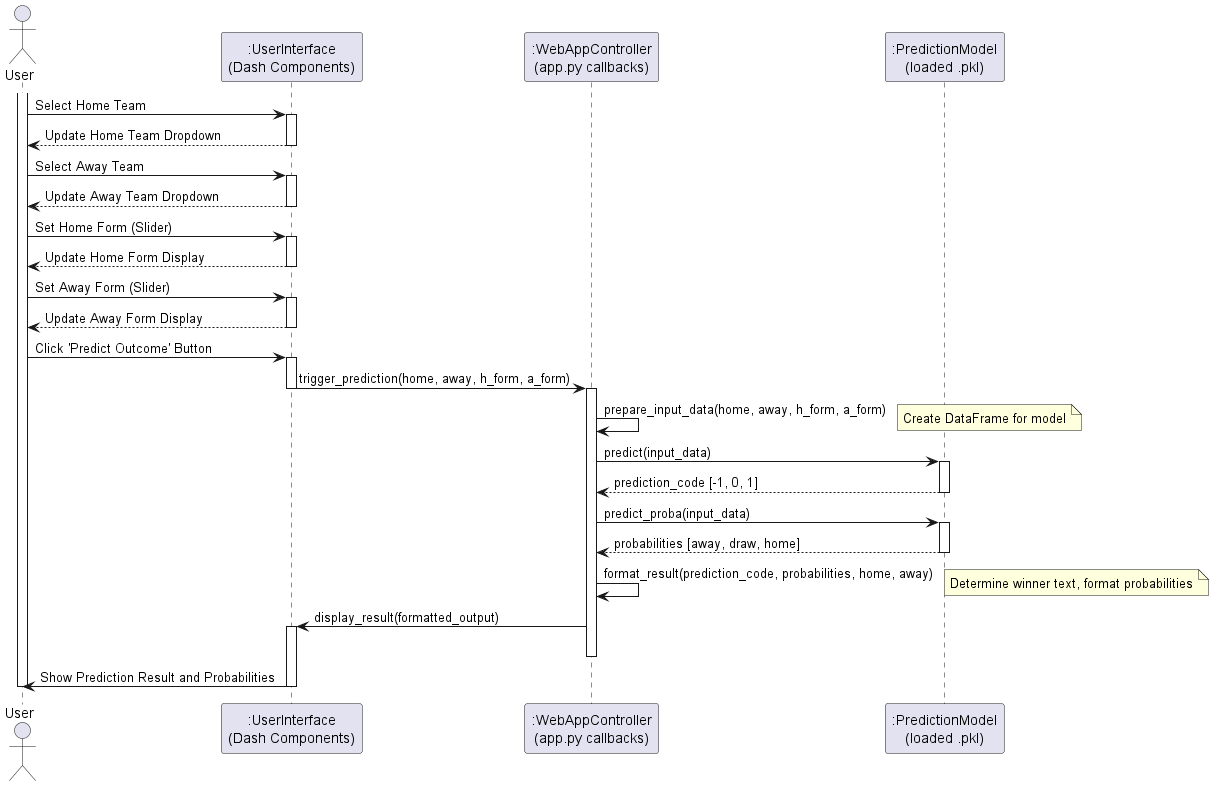 User
:UserInterface
(Dash Components)
:WebAppController
(app.py callbacks)
:PredictionModel
(loaded .pkl)
Select Home Team
Update Home Team Dropdown
Select Away Team
Update Away Team Dropdown
Set Home Form (Slider)
Update Home Form Display
Set Away Form (Slider)
Update Away Form Display
Click 'Predict Outcome' Button
trigger_prediction(home, away, h_form, a_form)
prepare_input_data(home, away, h_form, a_form)
Create DataFrame for model
predict(input_data)
prediction_code [-1, 0, 1]
predict_proba(input_data)
probabilities [away, draw, home]
format_result(prediction_code, probabilities, home, away)
Determine winner text, format probabilities
display_result(formatted_output)
Show Prediction Result and Probabilities
User
:UserInterface
(Dash Components)
:WebAppController
(app.py callbacks)
:PredictionModel
(loaded .pkl)